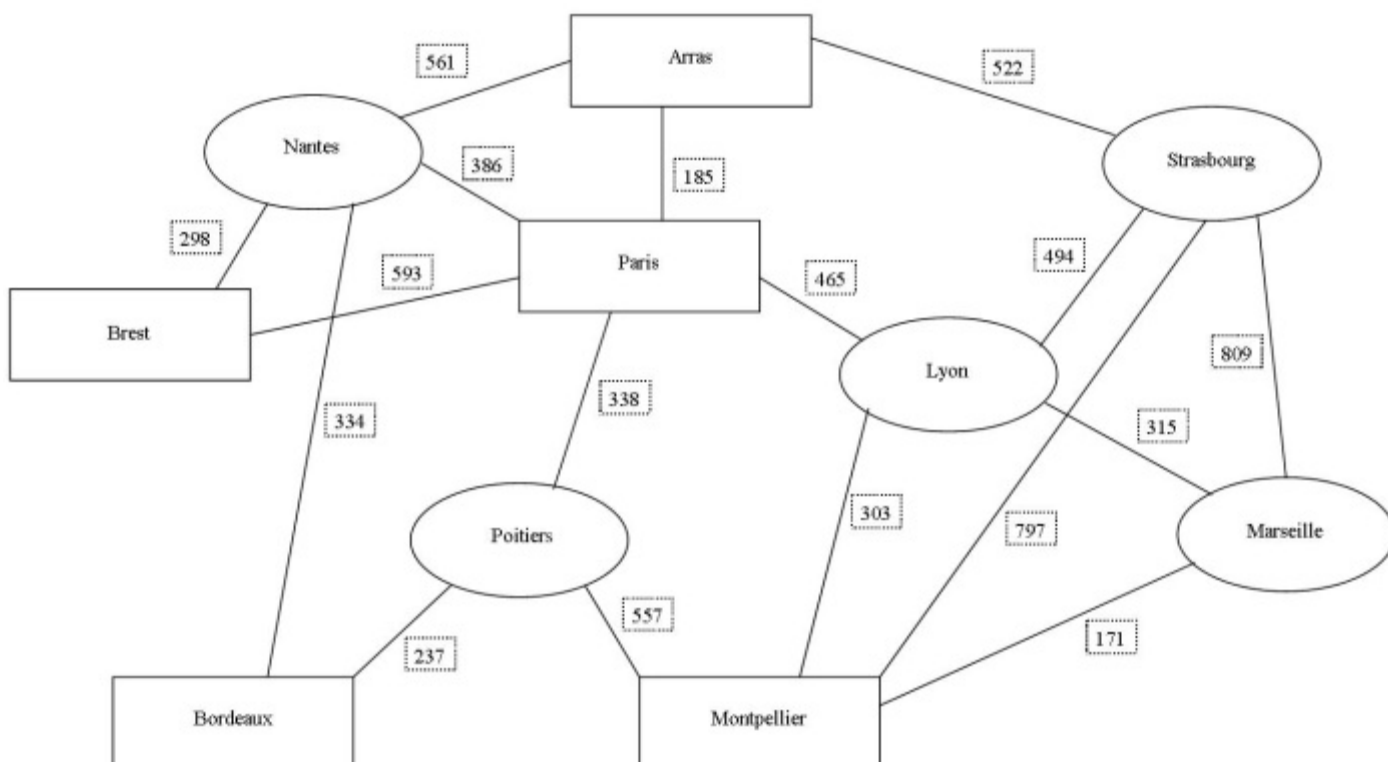 Arras
561
522
Nantes
Strasbourg
386
185
298
593
Paris
494
465
Brest
Lyon
809
338
334
315
303
797
Poitiers
Marseille
557
171
237
Bordeaux
Montpellier